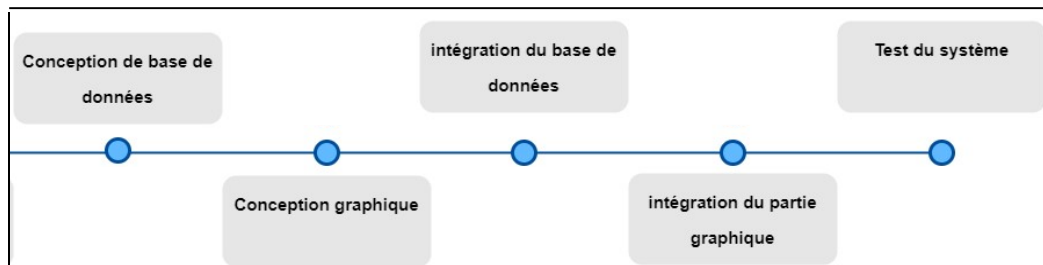 Conception de base de
données
Conception graphique
intégration du base de
données
intégration du partie
graphique
Test du système